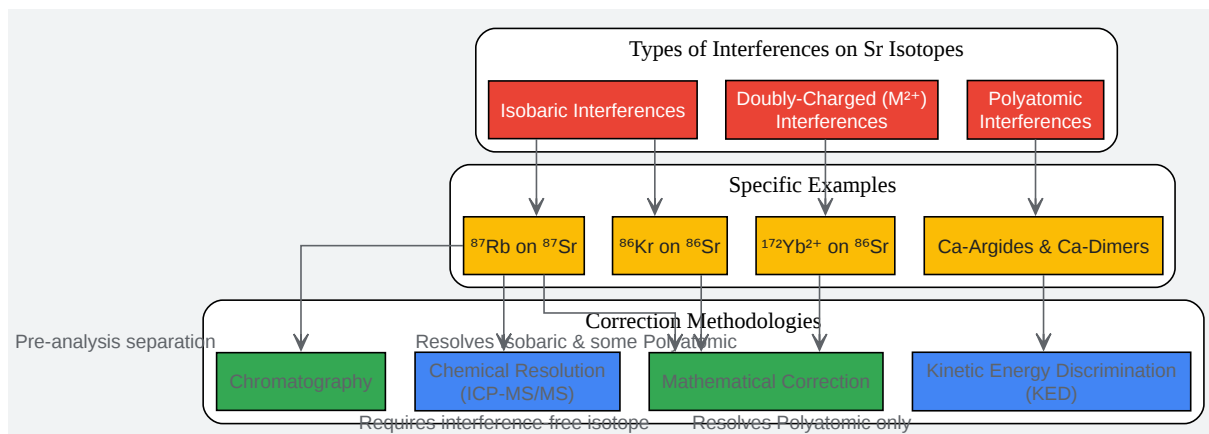 Types of Interferences on Sr Isotopes
Isobaric Interferences
Doubly-Charged (M²⁺)
Interferences
Polyatomic
Interferences
Specific Examples
⁸⁷Rb on ⁸⁷Sr
⁸⁶Kr on ⁸⁶Sr
¹⁷²Yb²⁺ on ⁸⁶Sr
Ca-Argides & Ca-Dimers
Correction Methodologies
Pre-analysis separation
Resolves Isobaric & some Polyatomic
Chromatography
Chemical Resolution
(ICP-MS/MS)
Mathematical Correction
Kinetic Energy Discrimination
(KED)
Requires interference-free isotope
Resolves Polyatomic only